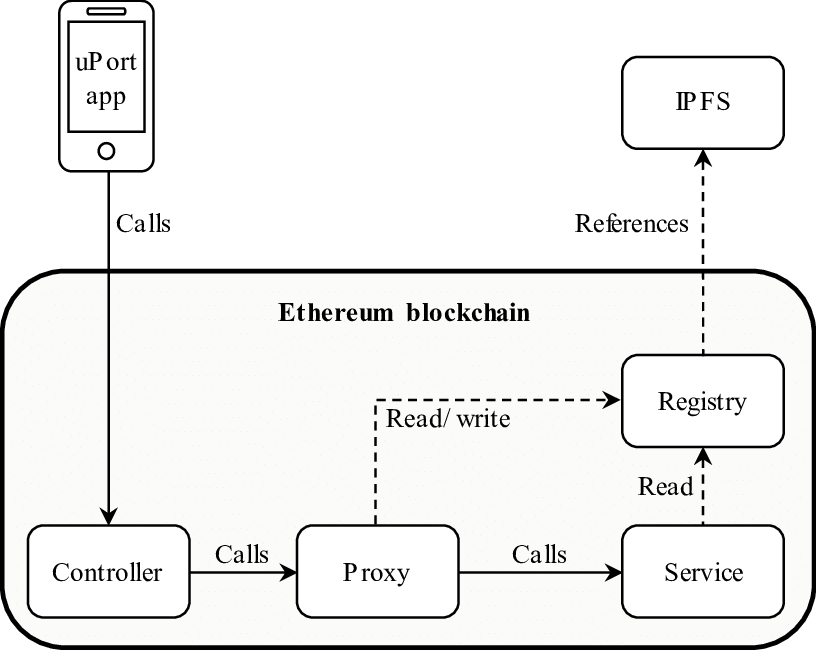 uPort
app
IPFS
Calls
References
Ethereum blockchain
Registry
Read/ write
Read
Controller
Calls
Proxy
Calls
Service